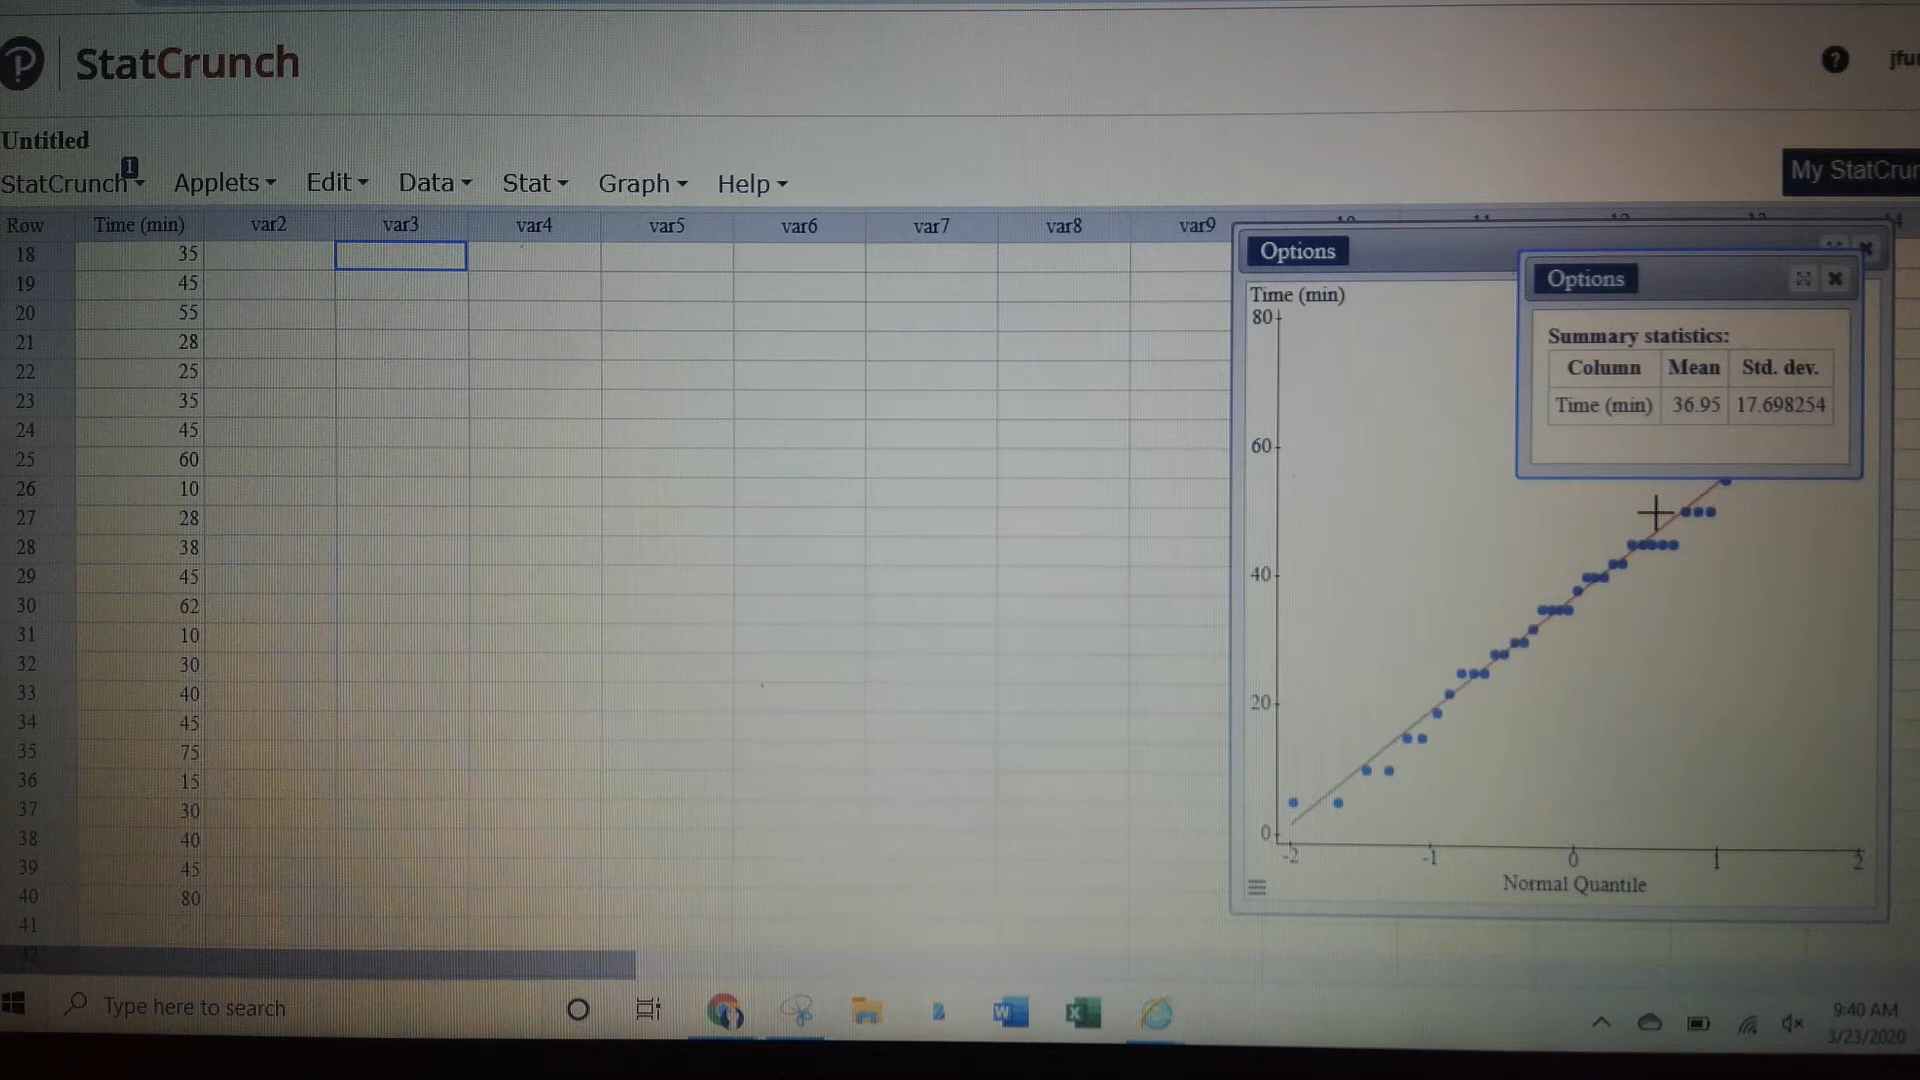 StatCrunch
?
Untitled
StatCrunch 1 Applets Edit Data Stat Graph Help
My StatCrun
Row Time (min) var2 var3 var4 var5 var6 var7 var8 var9
18 35
19 45
20 55
21 28
22 25
23 35
24 45
25 60
26 10
27 28
28 38
29 45
30 62
31 10
32 30
33 40
34 45
35 75
36 15
37 30
38 40
39 45
40 80
41
42
Options
Time (min)
80
60
40
20
0
-2 -1 0 1 2
Normal Quantile
Options
Summary statistics:
Column Mean Std. dev.
Time (min) 36.95 17.698254
Type here to search
9:40 AM
3/23/2020